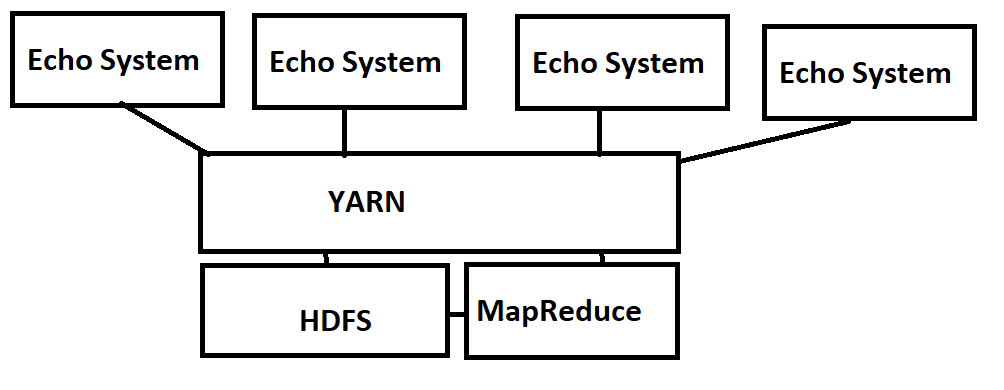 Echo System
Echo System
Echo System
Echo System
YARN
HDFS
MapReduce